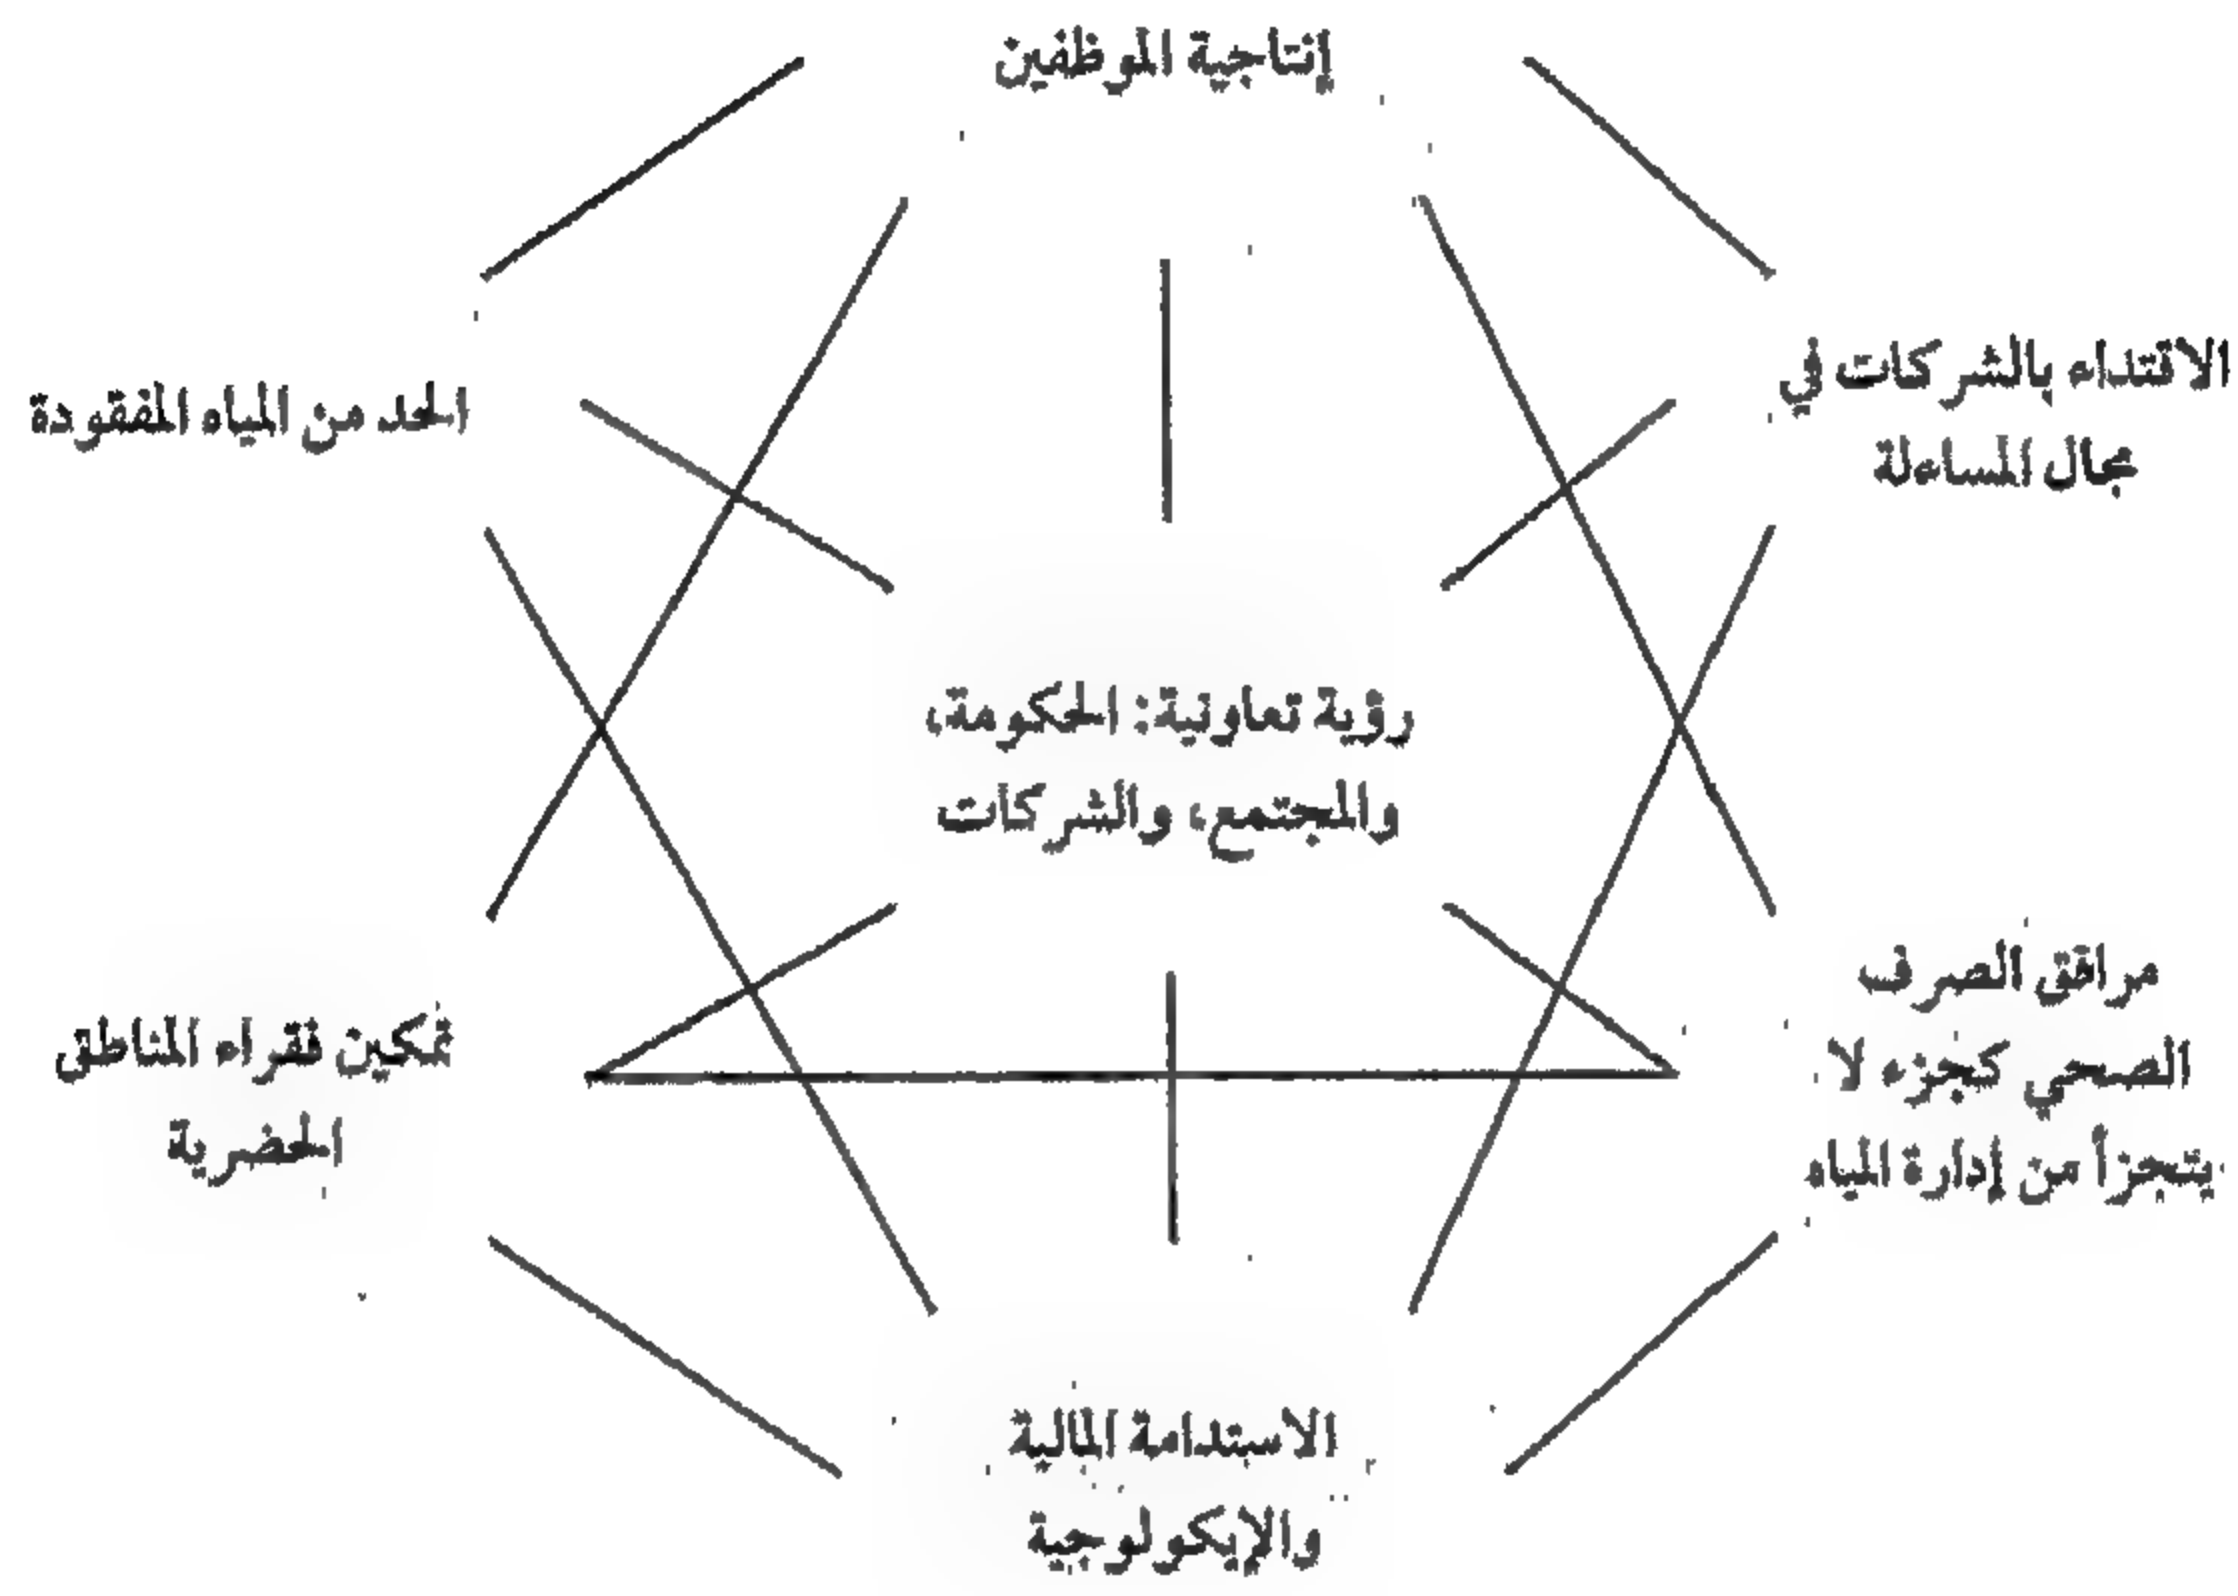 إنتاجية الموظفين
الاقتداء بالشركات في
مجال المساءلة
الحد من المياه المفقودة
رؤية تعاونية: الحكومة،
والمجتمع، والشركات
مرافق الصرف
الصحي كجزء لا
يتجزأ من إدارة المياه
تمكين فقراء المناطق
الحضرية
الاستدامة المالية
والإيكولوجية